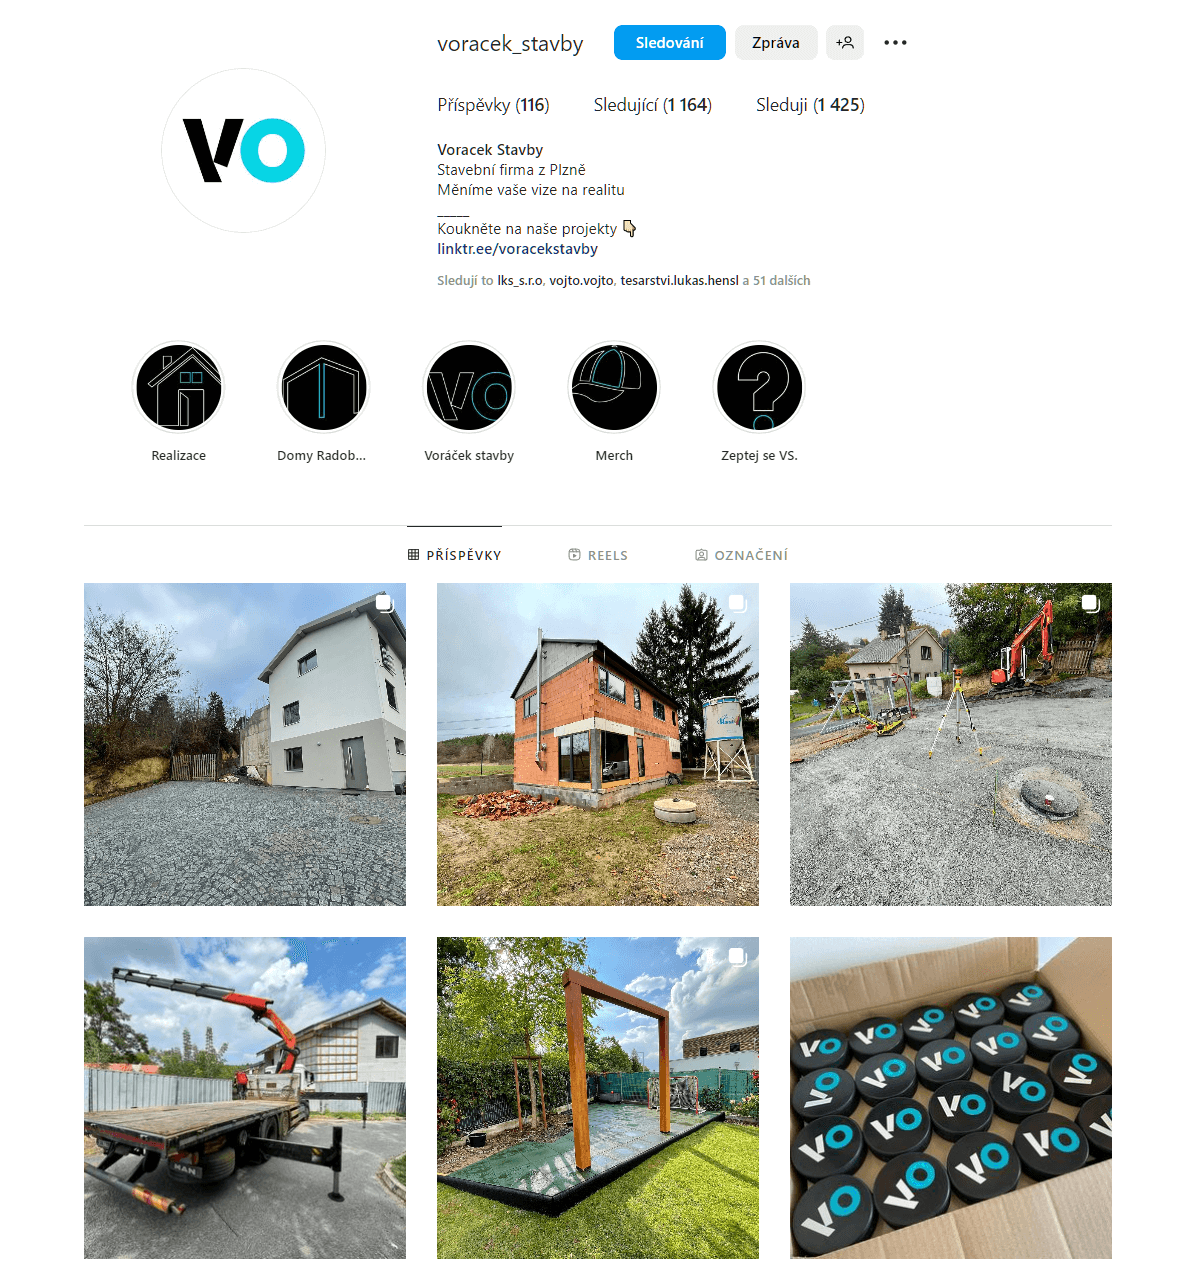 voracek_stavby Sledování Zpráva
Příspěvky (116) Sledující (1 164) Sleduji (1 425)
VO
Voracek Stavby
Stavební firma z Plzně
Měníme vaše vize na realitu
_____
Koukněte na naše projekty 👇
linktr.ee/voracekstavby
Sledují to lks_s.r.o, vojto.vojto, tesarstvi.lukas.hensl a 51 dalších
VO
Realizace Domy Radob... Voráček stavby Merch Zeptej se VS.
PŘÍSPĚVKY REELS OZNAČENÍ
MAN
VO VO VO VO
VO VO VO VO VO
VO VO VO VO
VO VO VO VO